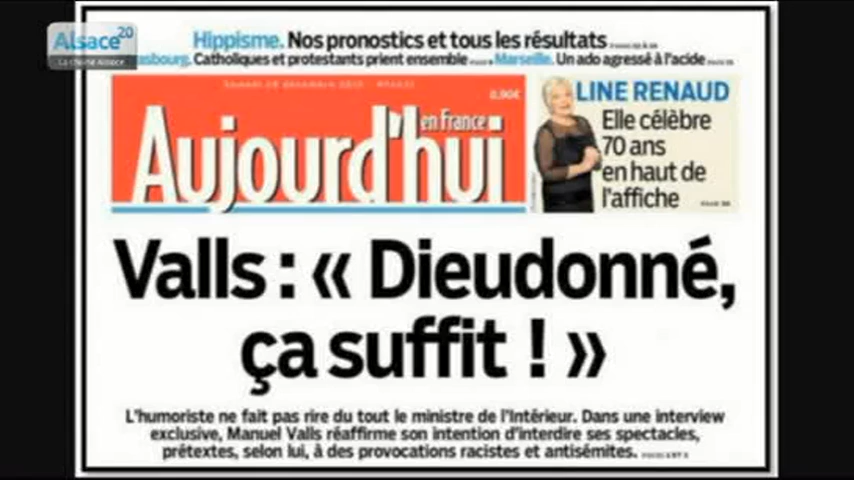 Alsace20
La chaîne Alsace
Hippisme. Nos pronostics et tous les résultats
asbourg. Catholiques et protestants prient ensemble Marseille. Un ado agressé à l'acide
0,90€
Aujourd'hui
en France
LINE RENAUD
Elle célèbre
70 ans
en haut de
l'affiche
Valls : « Dieudonné,
ça suffit ! »
L'humoriste ne fait pas rire du tout le ministre de l'Intérieur. Dans une interview
exclusive, Manuel Valls réaffirme son intention d'interdire ses spectacles,
prétextes, selon lui, à des provocations racistes et antisémites.